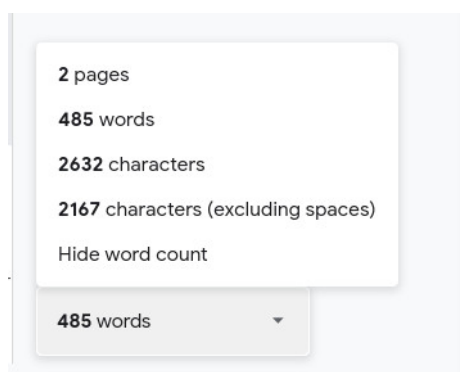 2 pages
485 words
2632 characters
2167 characters (excluding spaces)
Hide word count
485 words